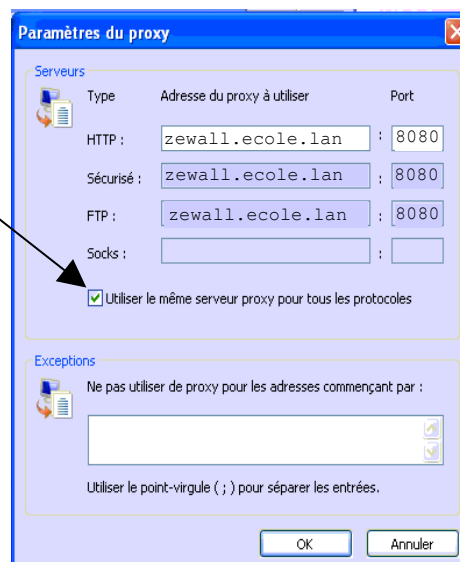 Paramètres du proxy
Serveurs
Type Adresse du proxy à utiliser Port
HTTP : zewall.ecole.lan : 8080
Sécurisé : zewall.ecole.lan : 8080
FTP : zewall.ecole.lan : 8080
Socks : :
Utiliser le même serveur proxy pour tous les protocoles
Exceptions
Ne pas utiliser de proxy pour les adresses commençant par :
Utiliser le point-virgule ( ; ) pour séparer les entrées.
OK Annuler